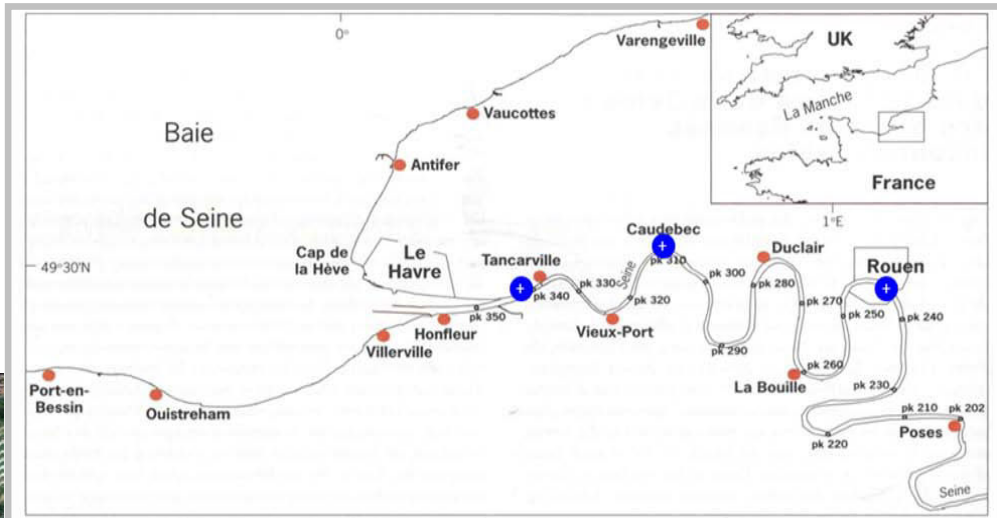 0°
Varengeville
UK
La Manche
France
Vaucottes
Baie
de Seine
Antifer
1°E
Cap de
la Hève
Le
Havre
49°30'N
Tancarville
Caudebec
Duclair
Rouen
Seine
pk 310
pk 300
pk 280
pk 330
pk 340
pk 320
pk 270
pk 250
pk 240
pk 350
Honfleur
Vieux-Port
Villerville
pk 290
pk 260
La Bouille
pk 230
Port-en-
Bessin
Ouistreham
pk 210
pk 202
Poses
pk 220
Seine